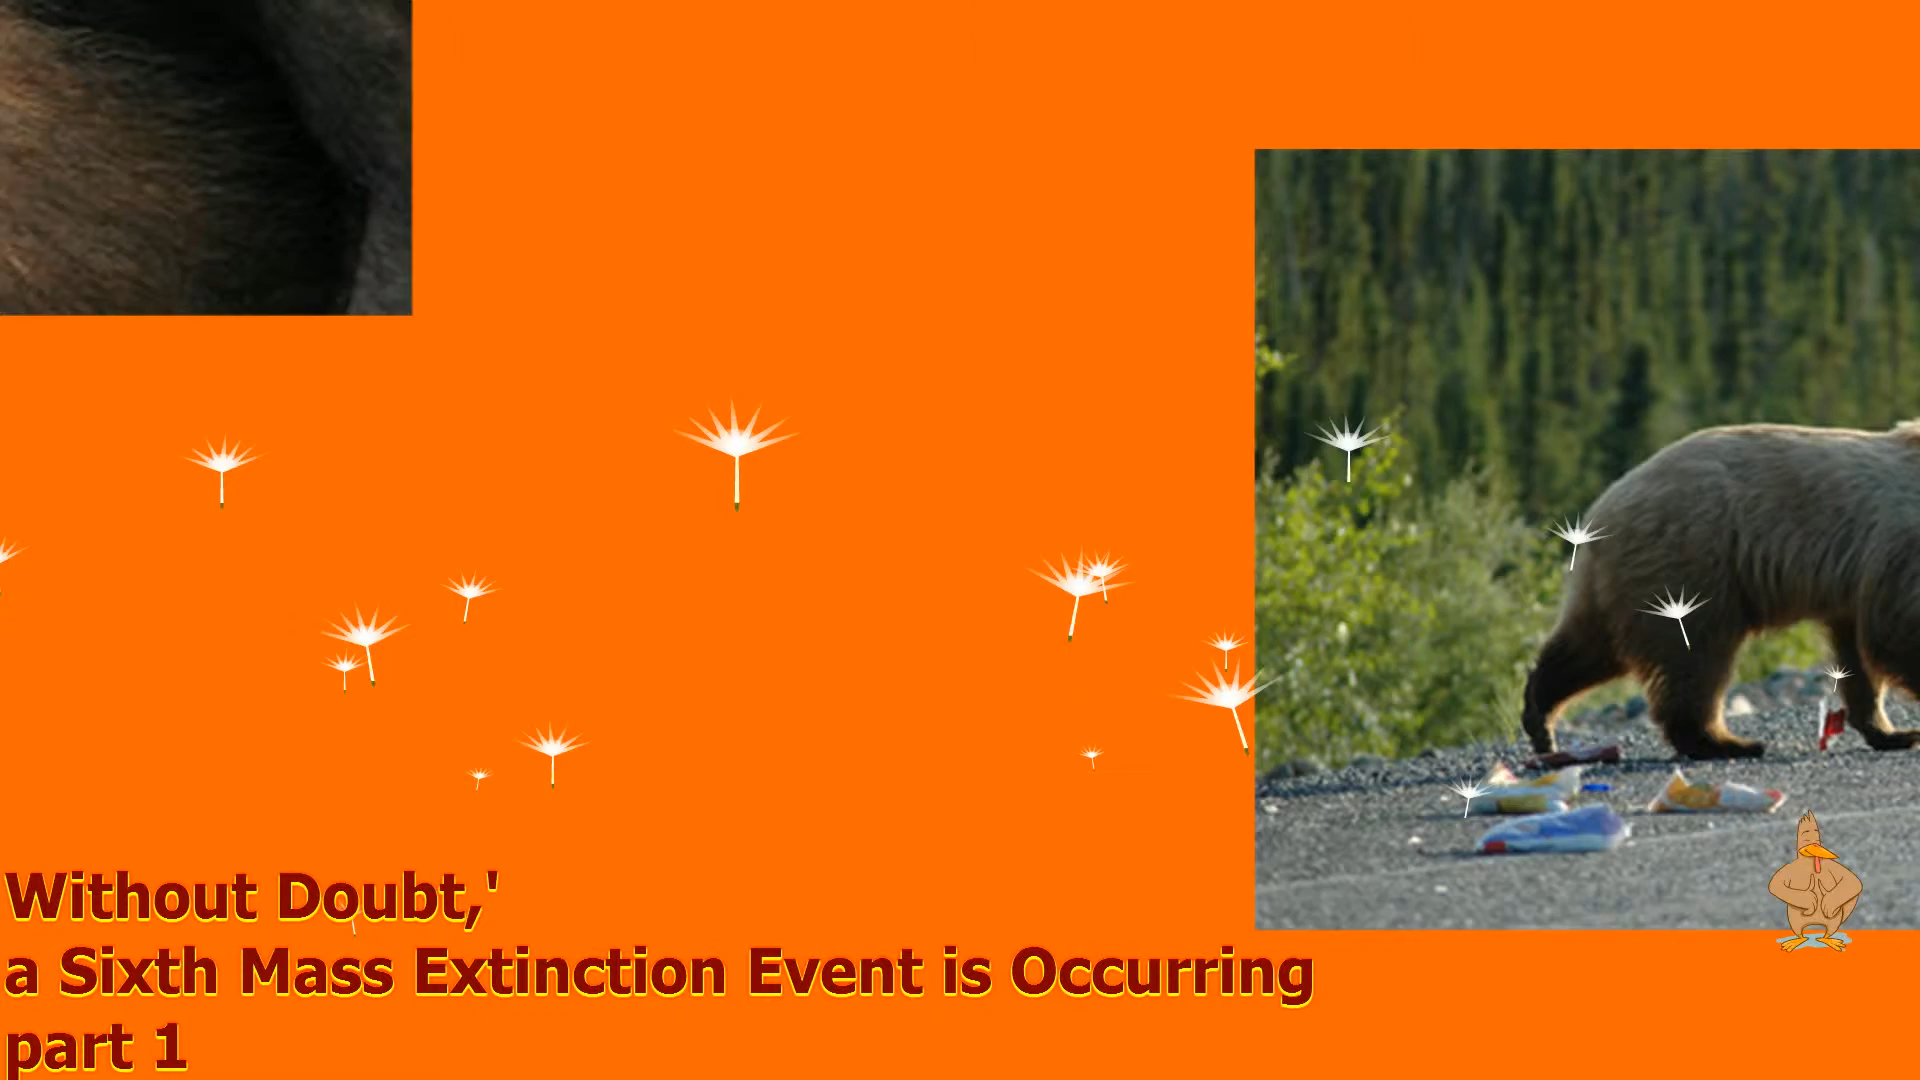 Without Doubt,'
a Sixth Mass Extinction Event is Occurring
part 1